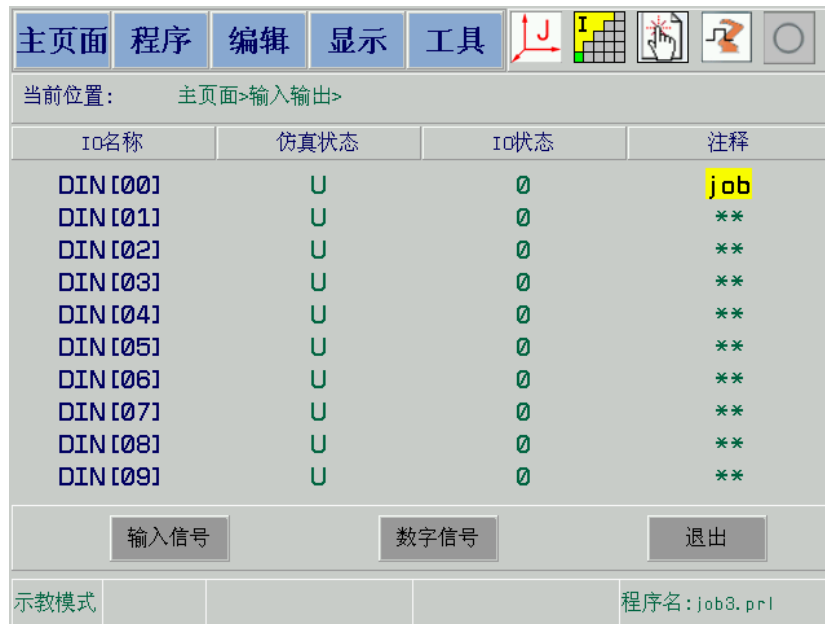 主页面 程序 编辑 显示 工具 J I
当前位置: 主页面>输入输出>
IO名称 仿真状态 IO状态 注释
DIN[00] U 0 job
DIN[01] U 0 **
DIN[02] U 0 **
DIN[03] U 0 **
DIN[04] U 0 **
DIN[05] U 0 **
DIN[06] U 0 **
DIN[07] U 0 **
DIN[08] U 0 **
DIN[09] U 0 **
输入信号 数字信号 退出
示教模式 程序名:job3.prl